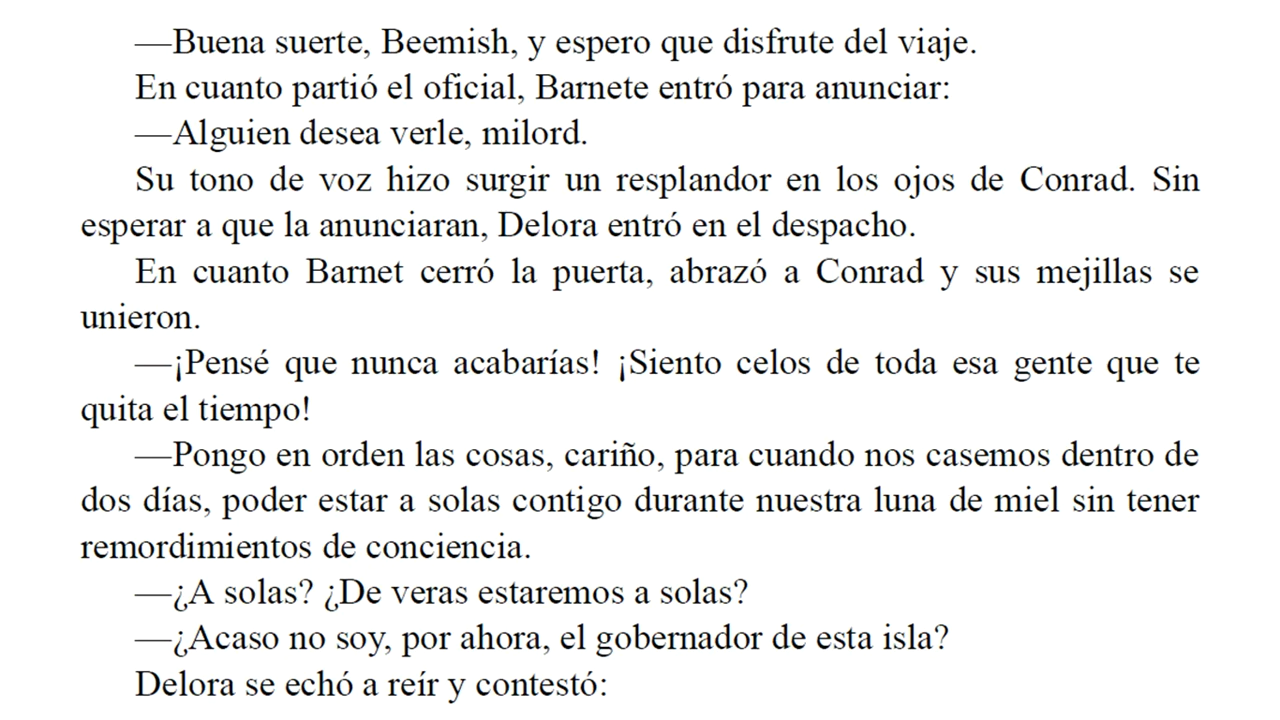 —Buena suerte, Beemish, y espero que disfrute del viaje.
En cuanto partió el oficial, Barnete entró para anunciar:
—Alguien desea verle, milord.
Su tono de voz hizo surgir un resplandor en los ojos de Conrad. Sin
esperar a que la anunciaran, Delora entró en el despacho.
En cuanto Barnet cerró la puerta, abrazó a Conrad y sus mejillas se
unieron.
—¡Pensé que nunca acabarías! ¡Siento celos de toda esa gente que te
quita el tiempo!
—Pongo en orden las cosas, cariño, para cuando nos casemos dentro de
dos días, poder estar a solas contigo durante nuestra luna de miel sin tener
remordimientos de conciencia.
—¿A solas? ¿De veras estaremos a solas?
—¿Acaso no soy, por ahora, el gobernador de esta isla?
Delora se echó a reír y contestó: